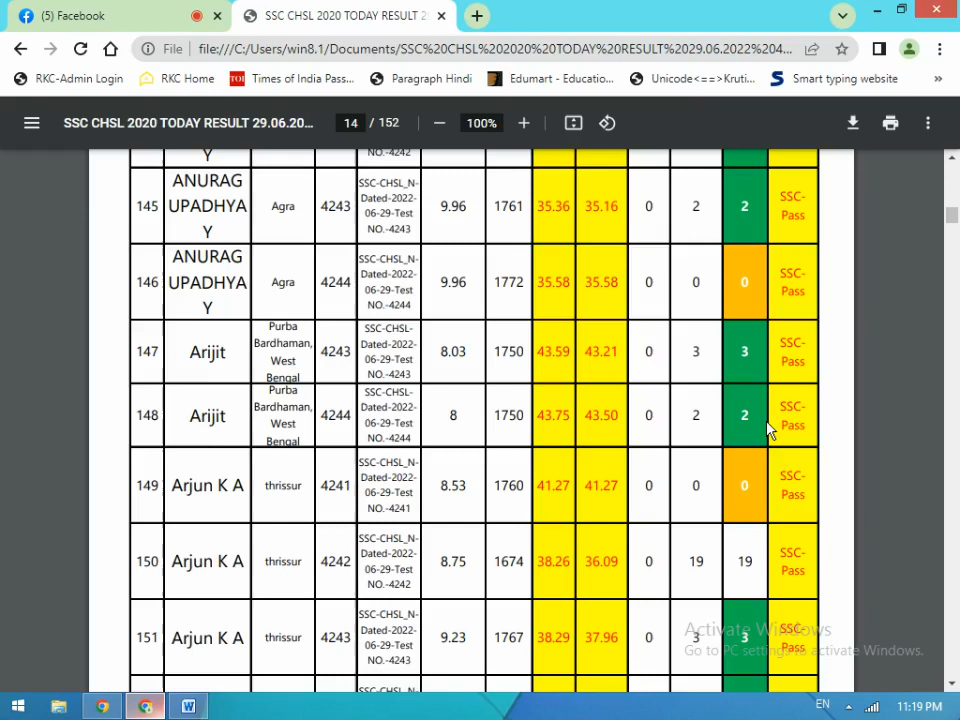 (5) Facebook
SSC CHSL 2020 TODAY RESULT 29.06.2022
File file:///C:/Users/win8.1/Documents/SSC%20CHSL%202020%20TODAY%20RESULT%2029.06.2022%204...
RKC-Admin Login RKC Home TOI Times of India Pass... Paragraph Hindi Edumart - Educatio... Unicode<==>Kruti... S Smart typing website »
SSC CHSL 2020 TODAY RESULT 29.06.20... 14 / 152 100%
Y NO.-4242
145 ANURAG UPADHYAY Agra 4243 SSC-CHSL_N-Dated-2022-06-29-Test NO.-4243 9.96 1761 35.36 35.16 0 2 2 SSC-Pass
146 ANURAG UPADHYAY Agra 4244 SSC-CHSL_N-Dated-2022-06-29-Test NO.-4244 9.96 1772 35.58 35.58 0 0 0 SSC-Pass
147 Arijit Purba Bardhaman, West Bengal 4243 SSC-CHSL-Dated-2022-06-29-Test NO.-4243 8.03 1750 43.59 43.21 0 3 3 SSC-Pass
148 Arijit Purba Bardhaman, West Bengal 4244 SSC-CHSL-Dated-2022-06-29-Test NO.-4244 8 1750 43.75 43.50 0 2 2 SSC-Pass
149 Arjun K A thrissur 4241 SSC-CHSL_N-Dated-2022-06-29-Test NO.-4241 8.53 1760 41.27 41.27 0 0 0 SSC-Pass
150 Arjun K A thrissur 4242 SSC-CHSL_N-Dated-2022-06-29-Test NO.-4242 8.75 1674 38.26 36.09 0 19 19 SSC-Pass
151 Arjun K A thrissur 4243 SSC-CHSL_N-Dated-2022-06-29-Test NO.-4243 9.23 1767 38.29 37.96 0 3 3 SSC-Pass
Activate Windows
Go to PC settings to activate Windows.
EN 11:19 PM